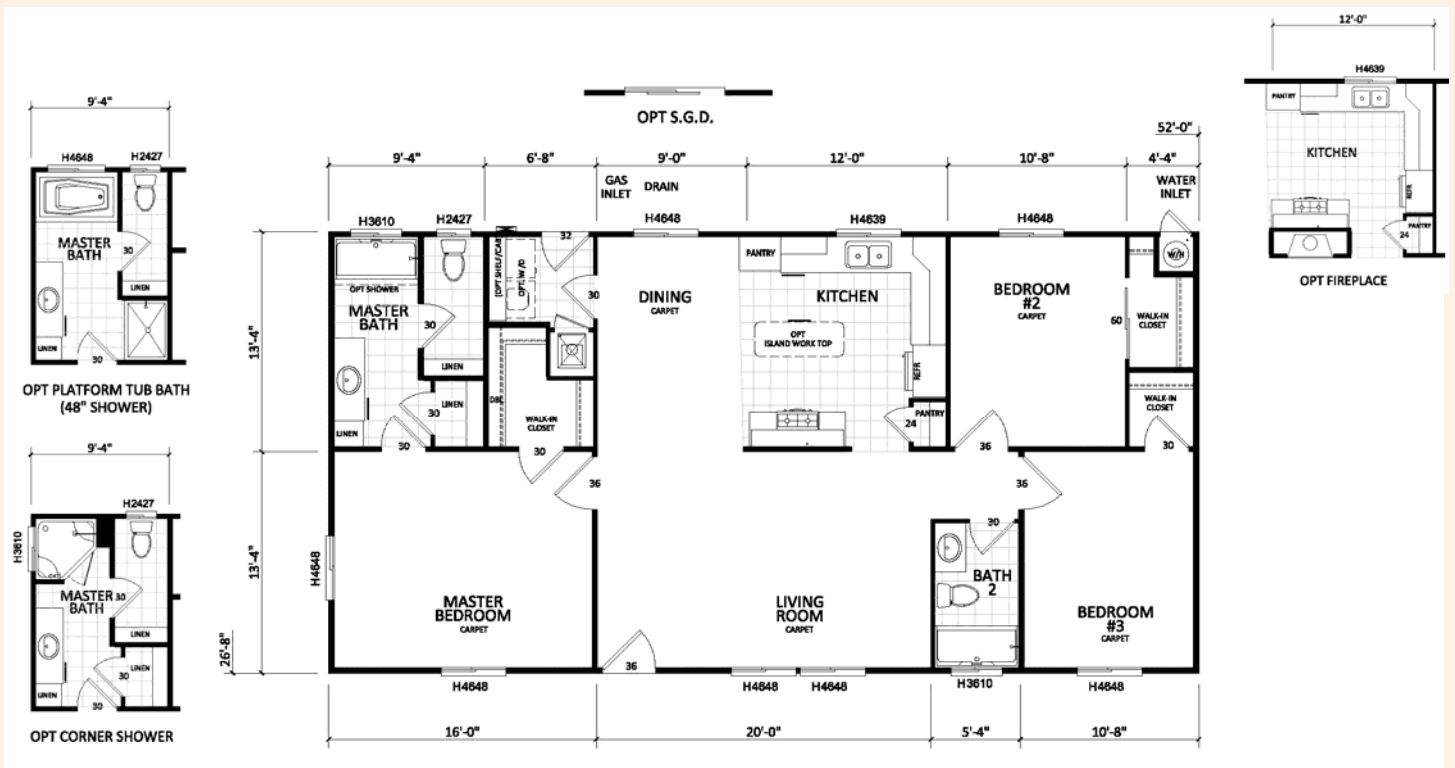 12'-0"
H4639
PANTRY
KITCHEN
REFR
24
PANTRY
OPT FIREPLACE
OPT S.G.D.
9'-4"
H4648
H2427
MASTER
BATH
30
LINEN
LINEN
30
OPT PLATFORM TUB BATH
(48" SHOWER)
9'-4"
H2427
H3610
MASTER
BATH
30
LINEN
LINEN
30
LINEN
30
OPT CORNER SHOWER
52'-0"
9'-4"
6'-8"
9'-0"
12'-0"
10'-8"
4'-4"
GAS
INLET
DRAIN
WATER
INLET
H3610
H2427
H4648
H4639
H4648
13'-4"
13'-4"
26'-8"
OPT SHOWER
MASTER
BATH
30
LINEN
LINEN
30
LINEN
30
(OPT SHELF/CAB)
OPT. W/D
32
30
DBL
WALK-IN
CLOSET
30
DINING
CARPET
PANTRY
KITCHEN
OPT
ISLAND WORK TOP
REFR
24
PANTRY
BEDROOM
#2
CARPET
60
W/H
WALK-IN
CLOSET
WALK-IN
CLOSET
30
36
36
36
H4648
MASTER
BEDROOM
CARPET
LIVING
ROOM
CARPET
30
BATH
2
BEDROOM
#3
CARPET
36
H4648
H4648
H4648
H3610
H4648
16'-0"
20'-0"
5'-4"
10'-8"